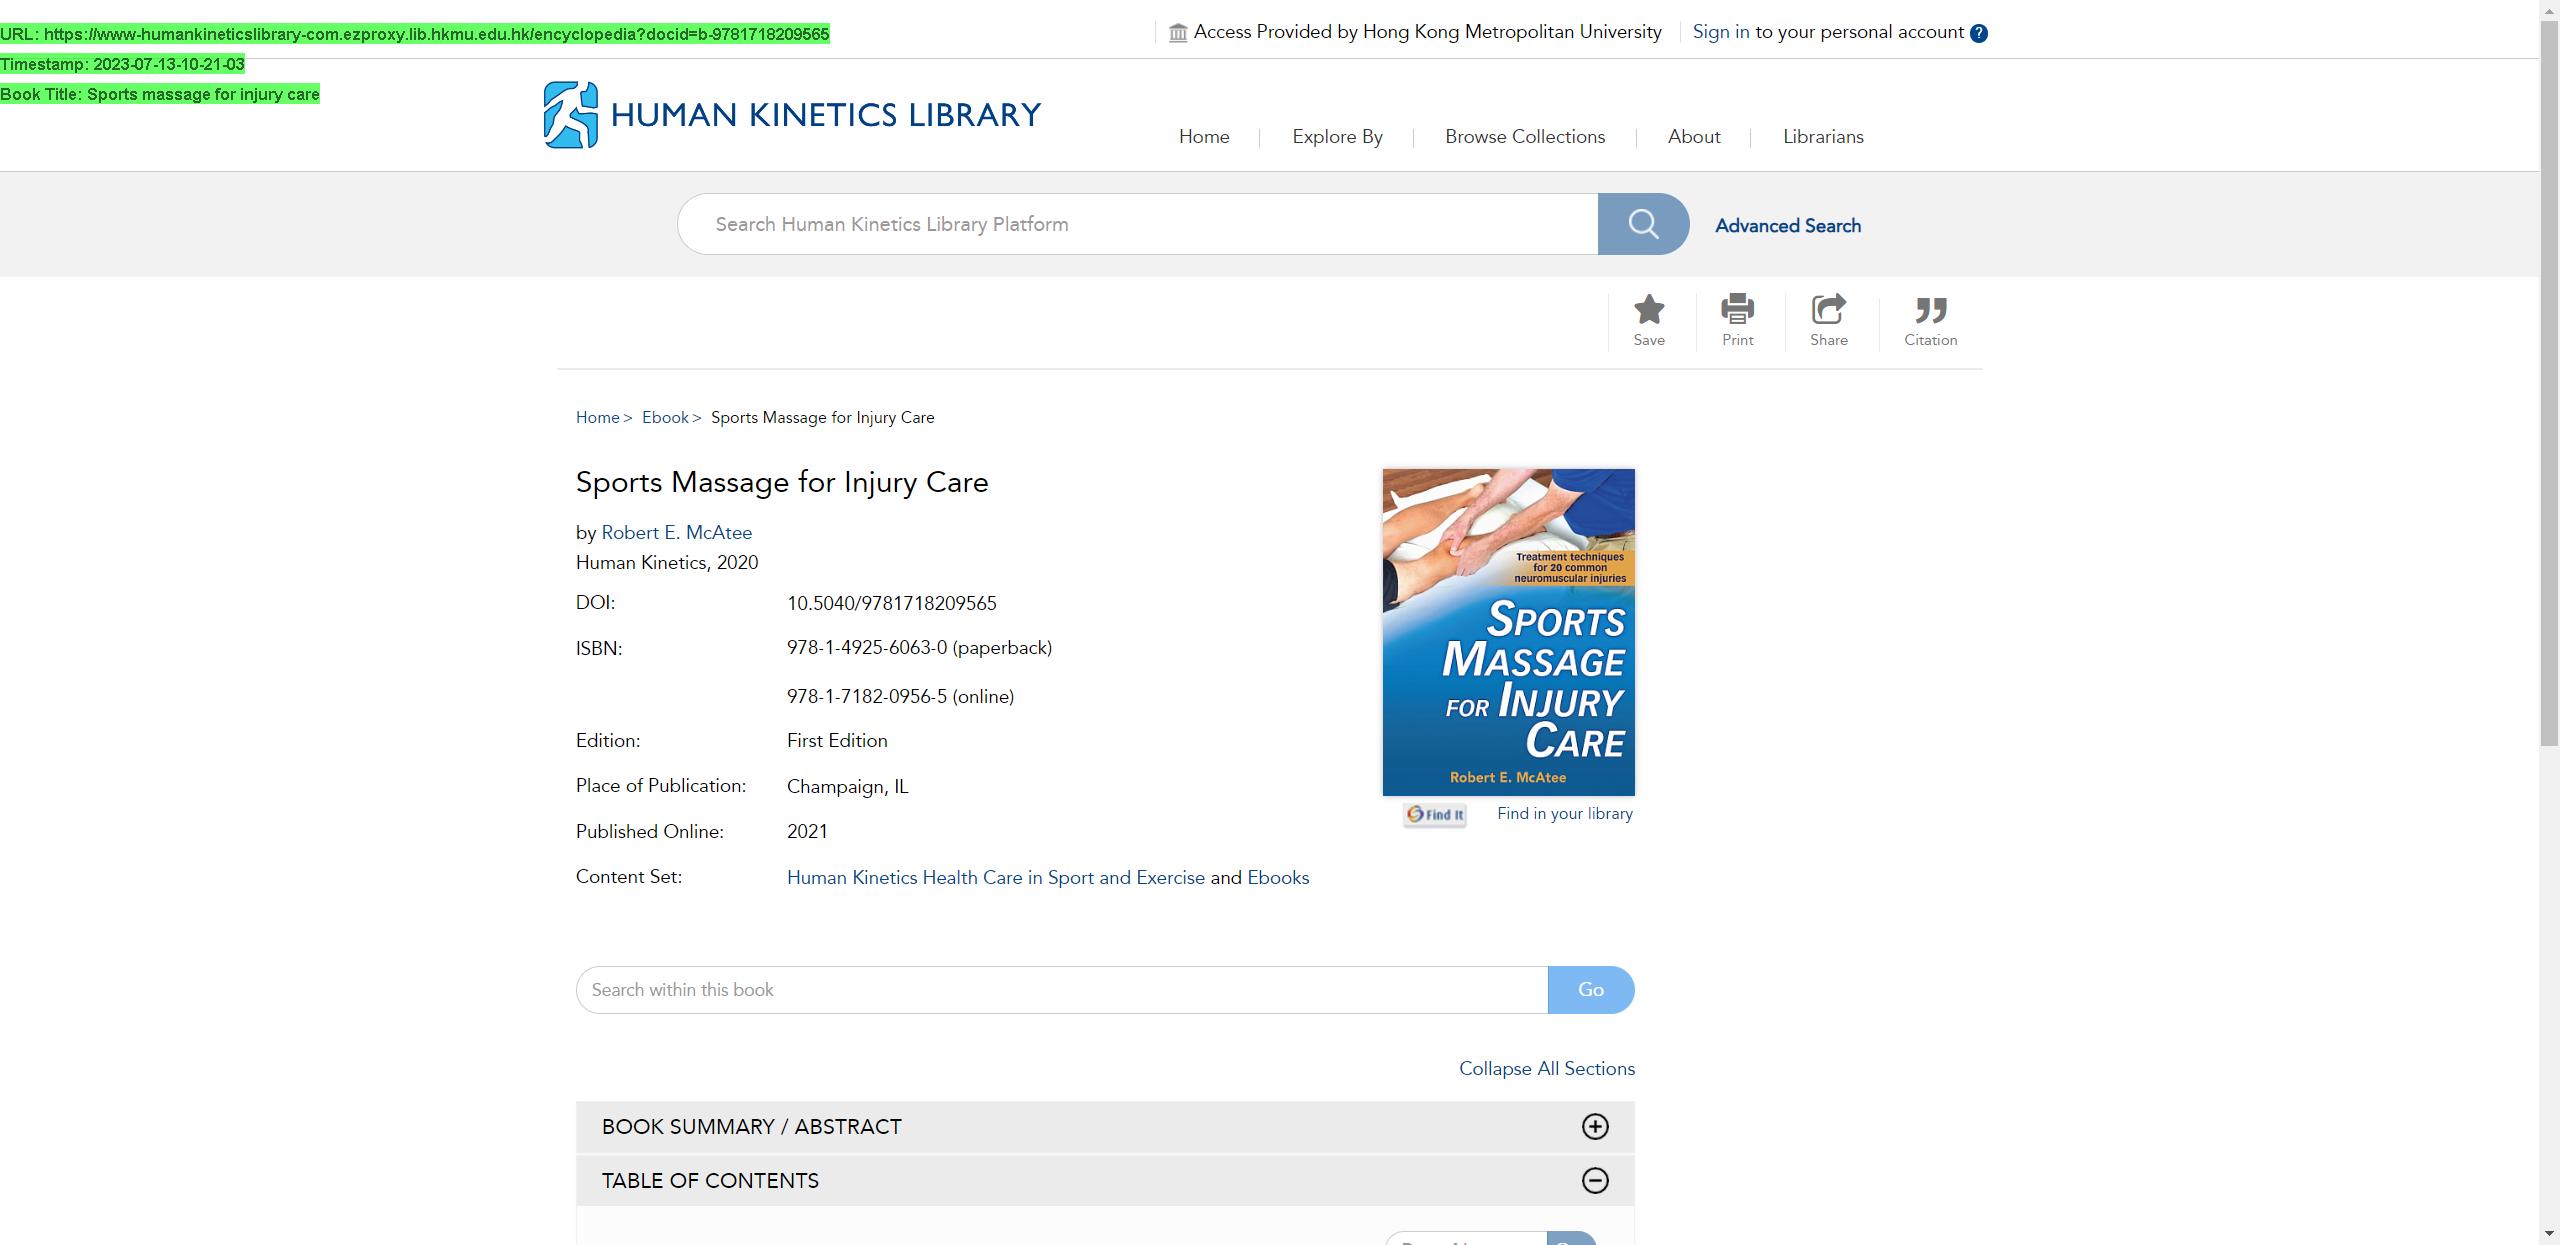 URL: https://www-humankineticslibrary-com.ezproxy.lib.hkmu.edu.hk/encyclopedia?docid=b-9781718209565
Timestamp: 2023-07-13-10-21-03
Book Title: Sports massage for injury care
Access Provided by Hong Kong Metropolitan University
Sign in to your personal account ?
HUMAN KINETICS LIBRARY
Home Explore By Browse Collections About Librarians
Search Human Kinetics Library Platform
Advanced Search
Save Print Share Citation
Home > Ebook > Sports Massage for Injury Care
Sports Massage for Injury Care
by Robert E. McAtee
Human Kinetics, 2020
DOI: 10.5040/9781718209565
ISBN: 978-1-4925-6063-0 (paperback)
978-1-7182-0956-5 (online)
Edition: First Edition
Place of Publication: Champaign, IL
Published Online: 2021
Content Set: Human Kinetics Health Care in Sport and Exercise and Ebooks
Treatment techniques
for 20 common
neuromuscular injuries
SPORTS
MASSAGE
FOR INJURY
CARE
Robert E. McAtee
Find It Find in your library
Search within this book Go
Collapse All Sections
BOOK SUMMARY / ABSTRACT
TABLE OF CONTENTS